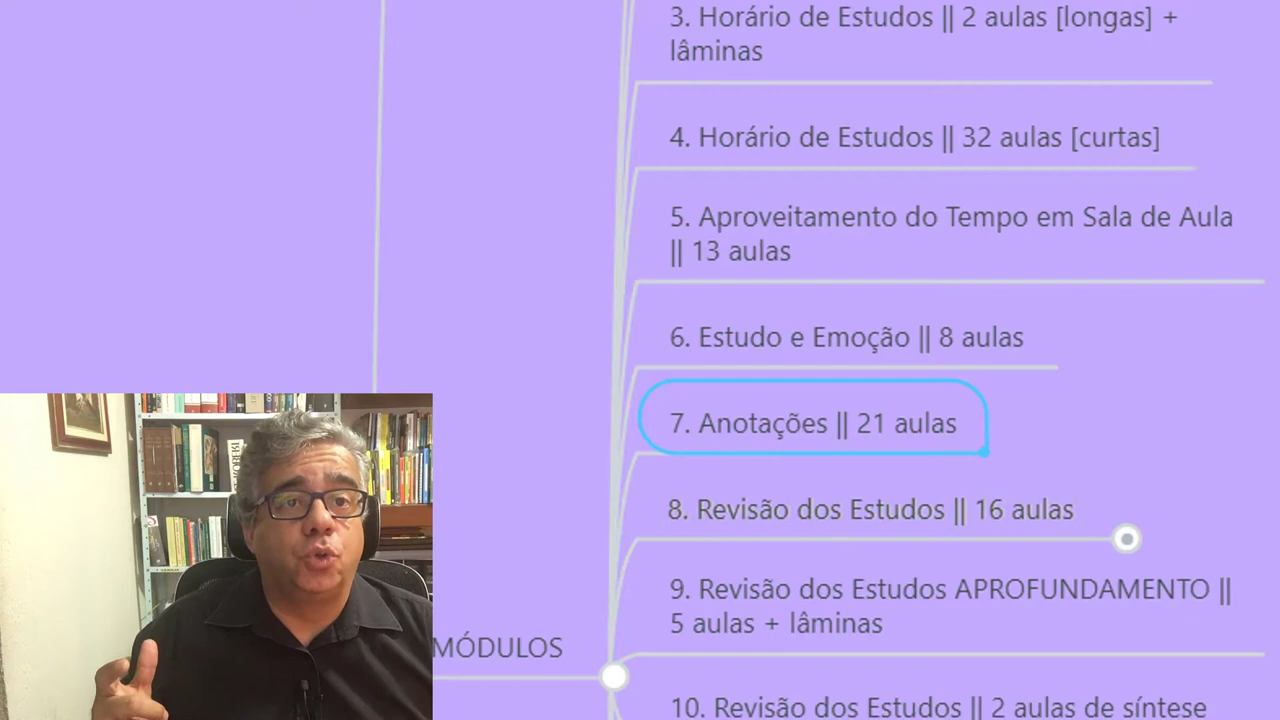 3. Horário de Estudos || 2 aulas [longas] +
lâminas
4. Horário de Estudos || 32 aulas [curtas]
5. Aproveitamento do Tempo em Sala de Aula
|| 13 aulas
6. Estudo e Emoção || 8 aulas
7. Anotações || 21 aulas
8. Revisão dos Estudos || 16 aulas
9. Revisão dos Estudos APROFUNDAMENTO ||
5 aulas + lâminas
MÓDULOS
10. Revisão dos Estudos || 2 aulas de síntese